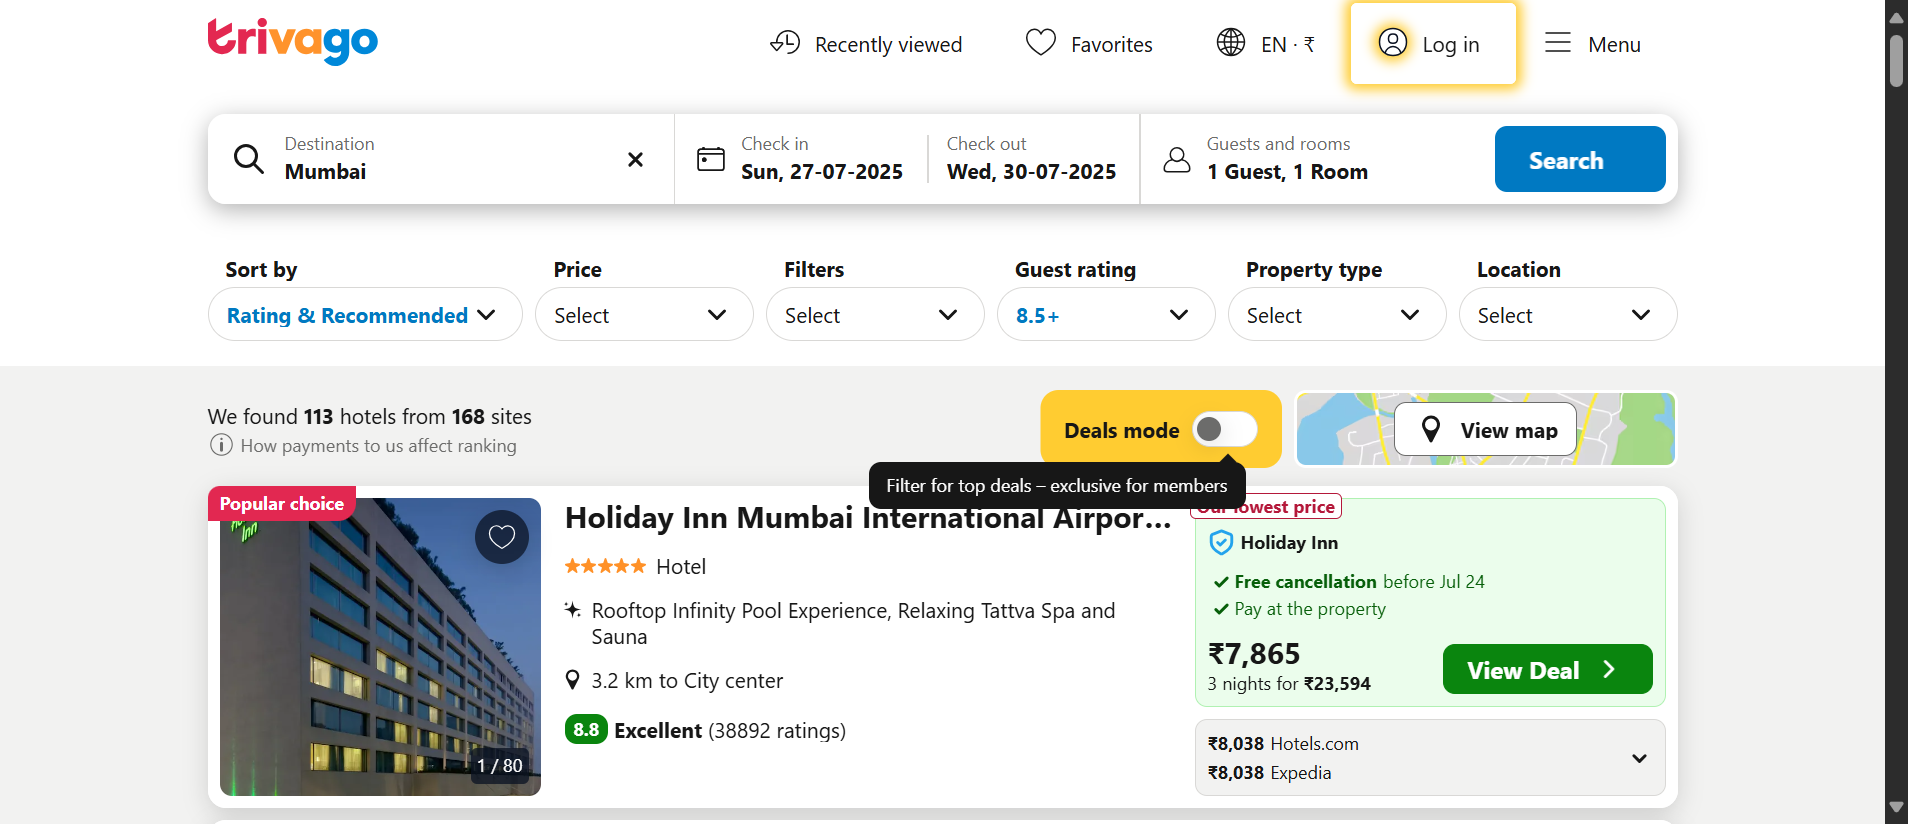 trivago
Recently viewed
Favorites
EN · ₹
Log in
Menu
Destination
Mumbai
Check in
Sun, 27-07-2025
Check out
Wed, 30-07-2025
Guests and rooms
1 Guest, 1 Room
Search
Sort by
Rating & Recommended
Price
Select
Filters
Select
Guest rating
8.5+
Property type
Select
Location
Select
We found 113 hotels from 168 sites
How payments to us affect ranking
Deals mode
View map
Filter for top deals – exclusive for members
Popular choice
Inn
1 / 80
Holiday Inn Mumbai International Airpor...
Hotel
Rooftop Infinity Pool Experience, Relaxing Tattva Spa and
Sauna
3.2 km to City center
8.8 Excellent (38892 ratings)
Our lowest price
Holiday Inn
Free cancellation before Jul 24
Pay at the property
₹7,865
3 nights for ₹23,594
View Deal
₹8,038 Hotels.com
₹8,038 Expedia